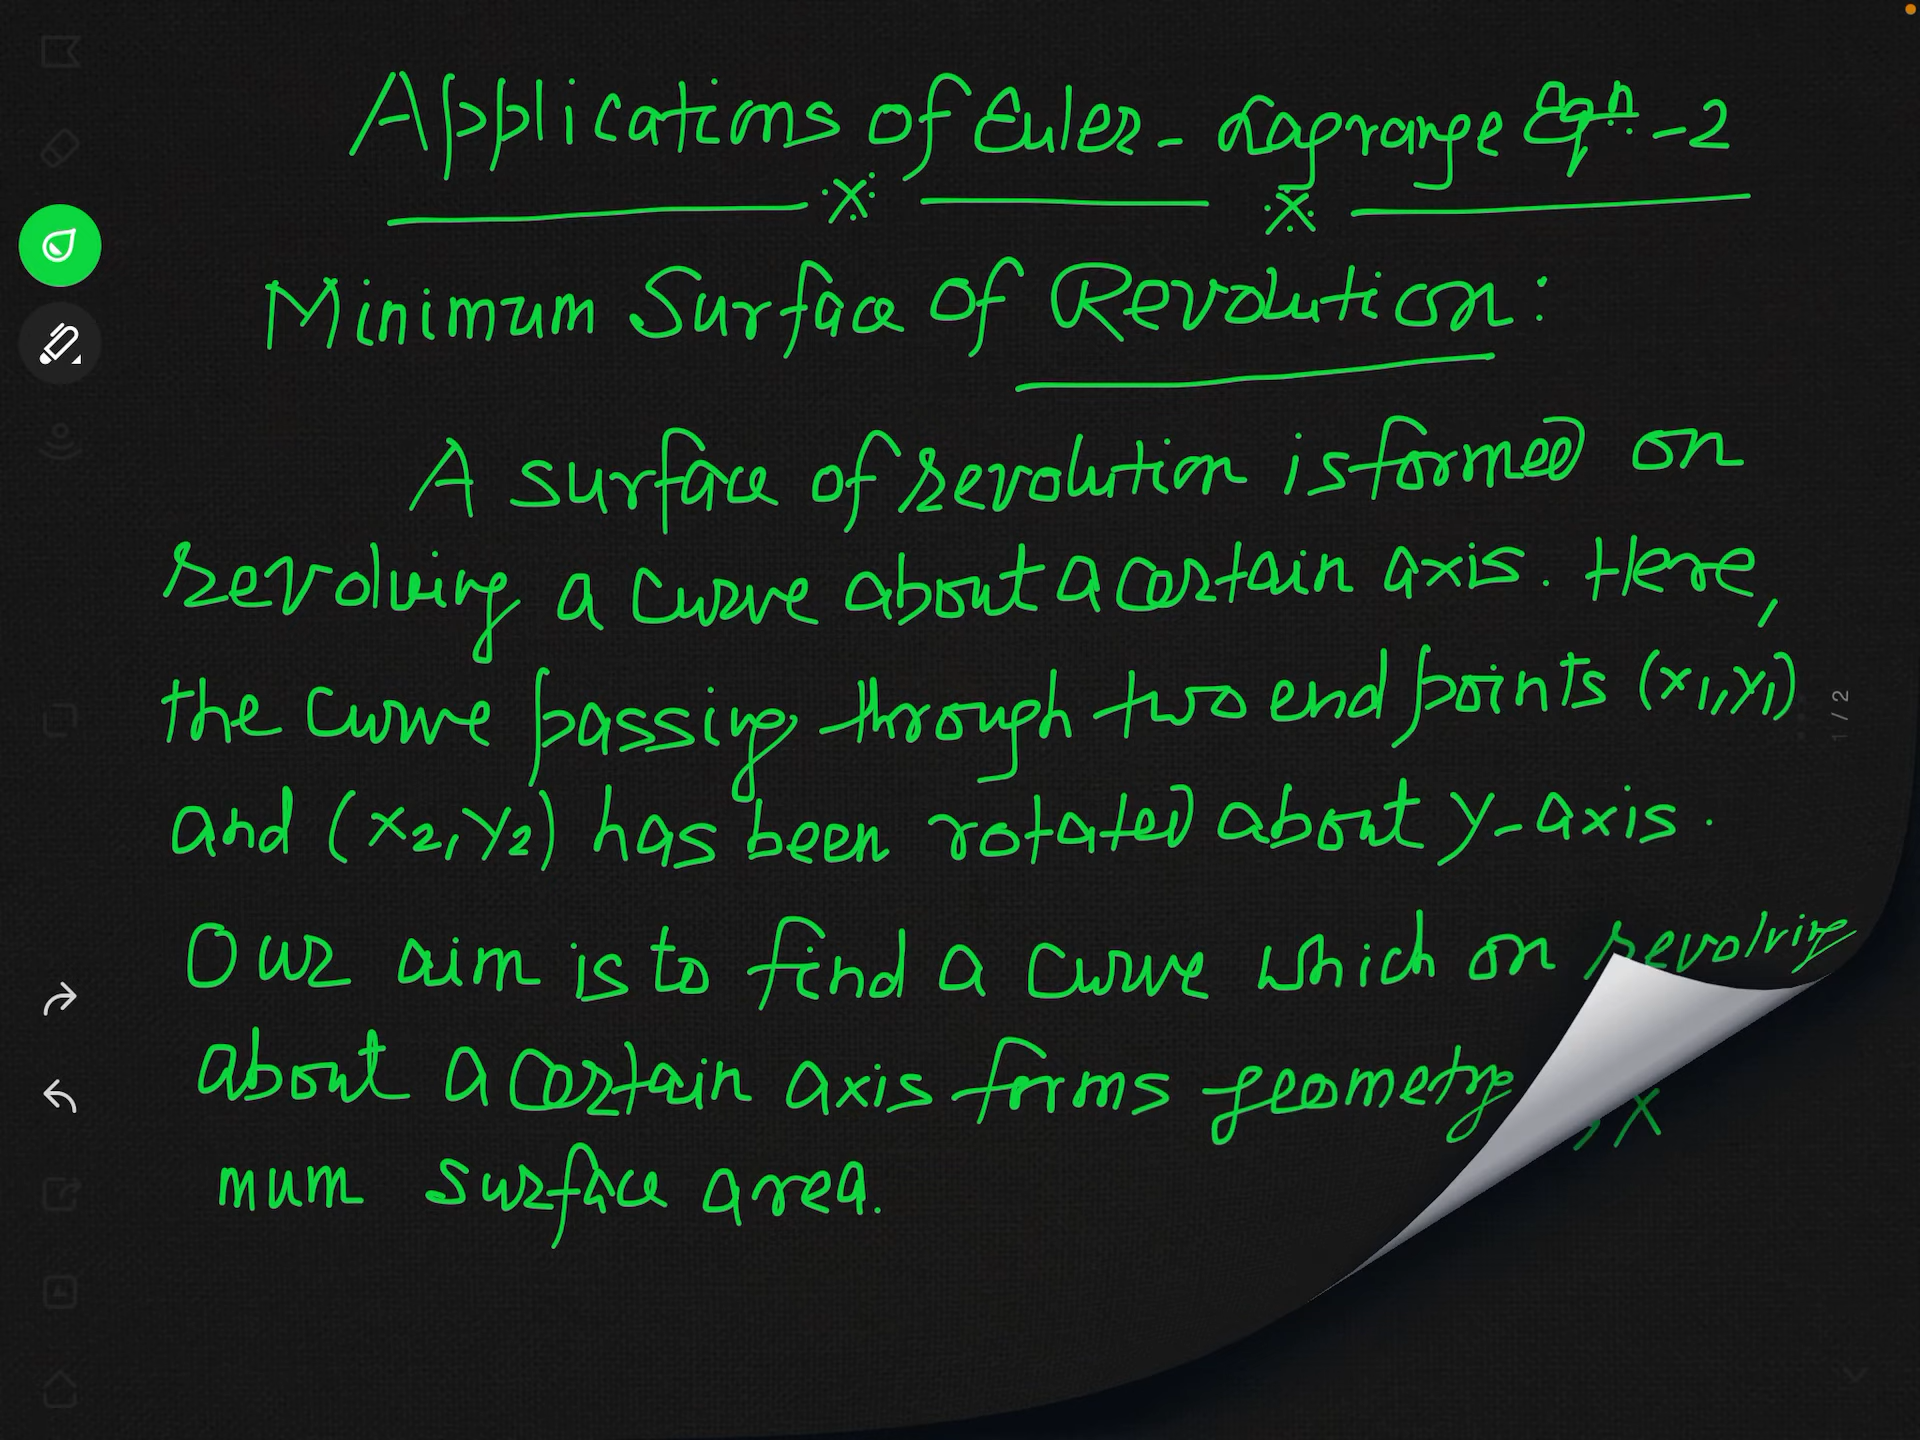 Applications of Euler-Lagrange Eqn.-2
Minimum Surface of Revolution:
A surface of revolution is formed on
revolving a curve about a certain axis. Here,
the curve passing through two end points (x1,y1)
and (x2,y2) has been rotated about y-axis.
Our aim is to find a curve which on revolving
about a certain axis forms geometry
mum surface area.
1/2